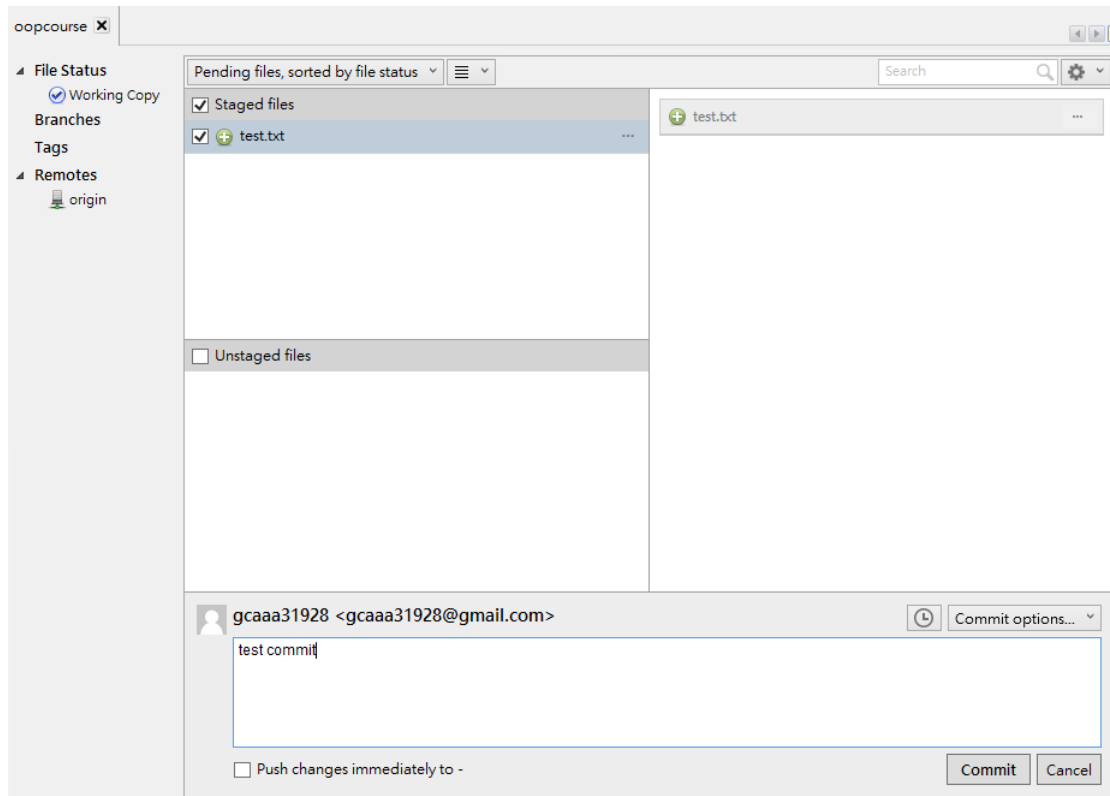 oopcourse
File Status
Working Copy
Branches
Tags
Remotes
origin
Pending files, sorted by file status
Search
Staged files
test.txt
Unstaged files
test.txt
gcaaa31928 <gcaaa31928@gmail.com>
Commit options...
test commit
Push changes immediately to -
Commit
Cancel